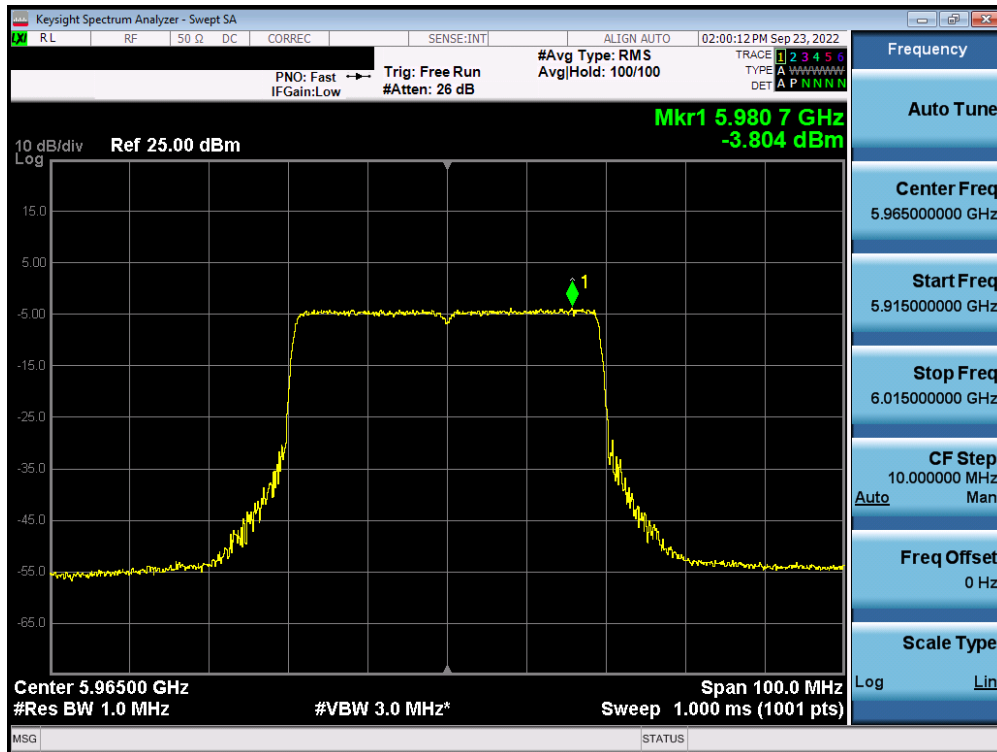 Keysight Spectrum Analyzer - Swept SA
LXI RL RF 50 Ω DC CORREC SENSE:INT ALIGN AUTO 02:00:12 PM Sep 23, 2022
PNO: Fast
IFGain:Low
Trig: Free Run
#Atten: 26 dB
#Avg Type: RMS
Avg|Hold: 100/100
TRACE 1 2 3 4 5 6
TYPE A WWWWW
DET A P N N N N
Mkr1 5.980 7 GHz
-3.804 dBm
10 dB/div Ref 25.00 dBm
Log
15.0
5.00
1
-5.00
-15.0
-25.0
-35.0
-45.0
-55.0
-65.0
Center 5.96500 GHz Span 100.0 MHz
#Res BW 1.0 MHz #VBW 3.0 MHz* Sweep 1.000 ms (1001 pts)
MSG STATUS
Frequency
Auto Tune
Center Freq
5.965000000 GHz
Start Freq
5.915000000 GHz
Stop Freq
6.015000000 GHz
CF Step
10.000000 MHz
Auto Man
Freq Offset
0 Hz
Scale Type
Log Lin